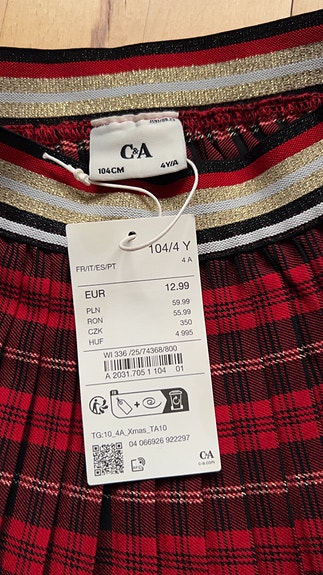 C&A
104CM 4Y/A
104/4 Y
FR/IT/ES/PT 4 A
EUR 12.99
PLN 59.99
RON 55.99
CZK 350
HUF 4 995
WI 336 /25/74368/800
A 2031.705 1 104 01
TG:10_4A_Xmas_TA10
04 066926 922297
RFID
C&A